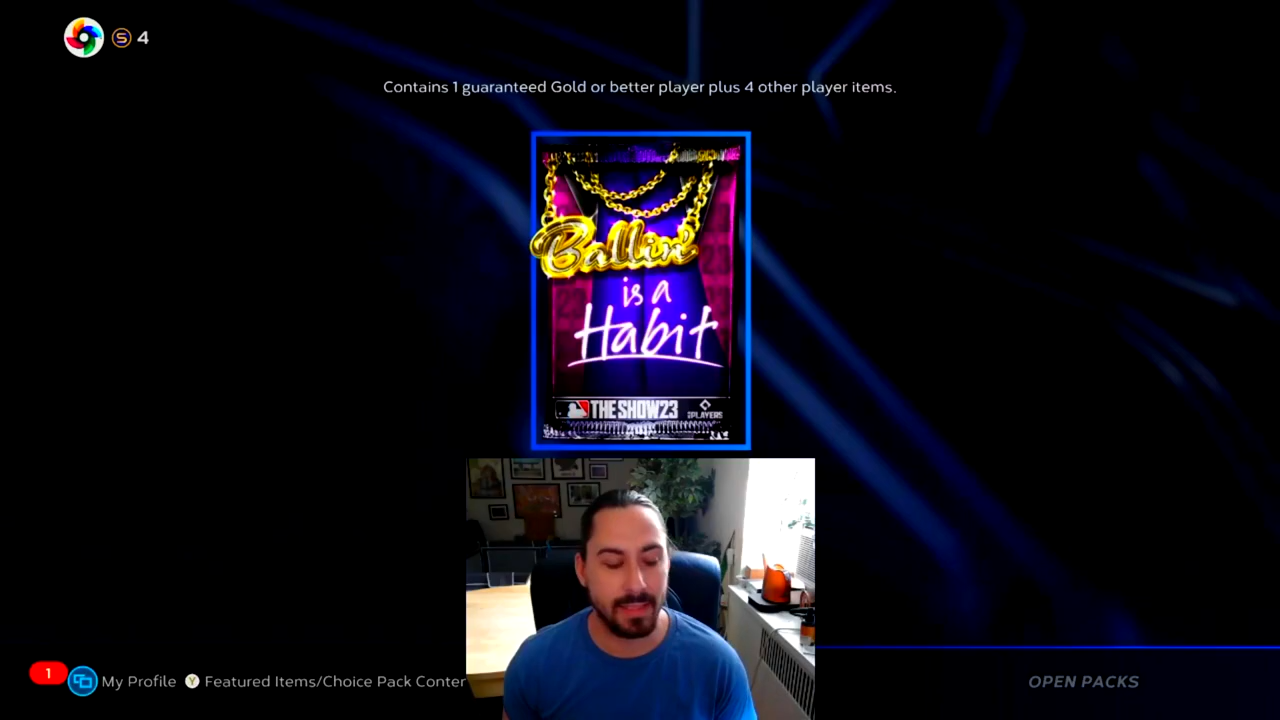 S 4
Contains 1 guaranteed Gold or better player plus 4 other player items.
Ballin'
is a
Habit
THE SHOW23
PLAYERS
1
My Profile Y Featured Items/Choice Pack Conter
OPEN PACKS